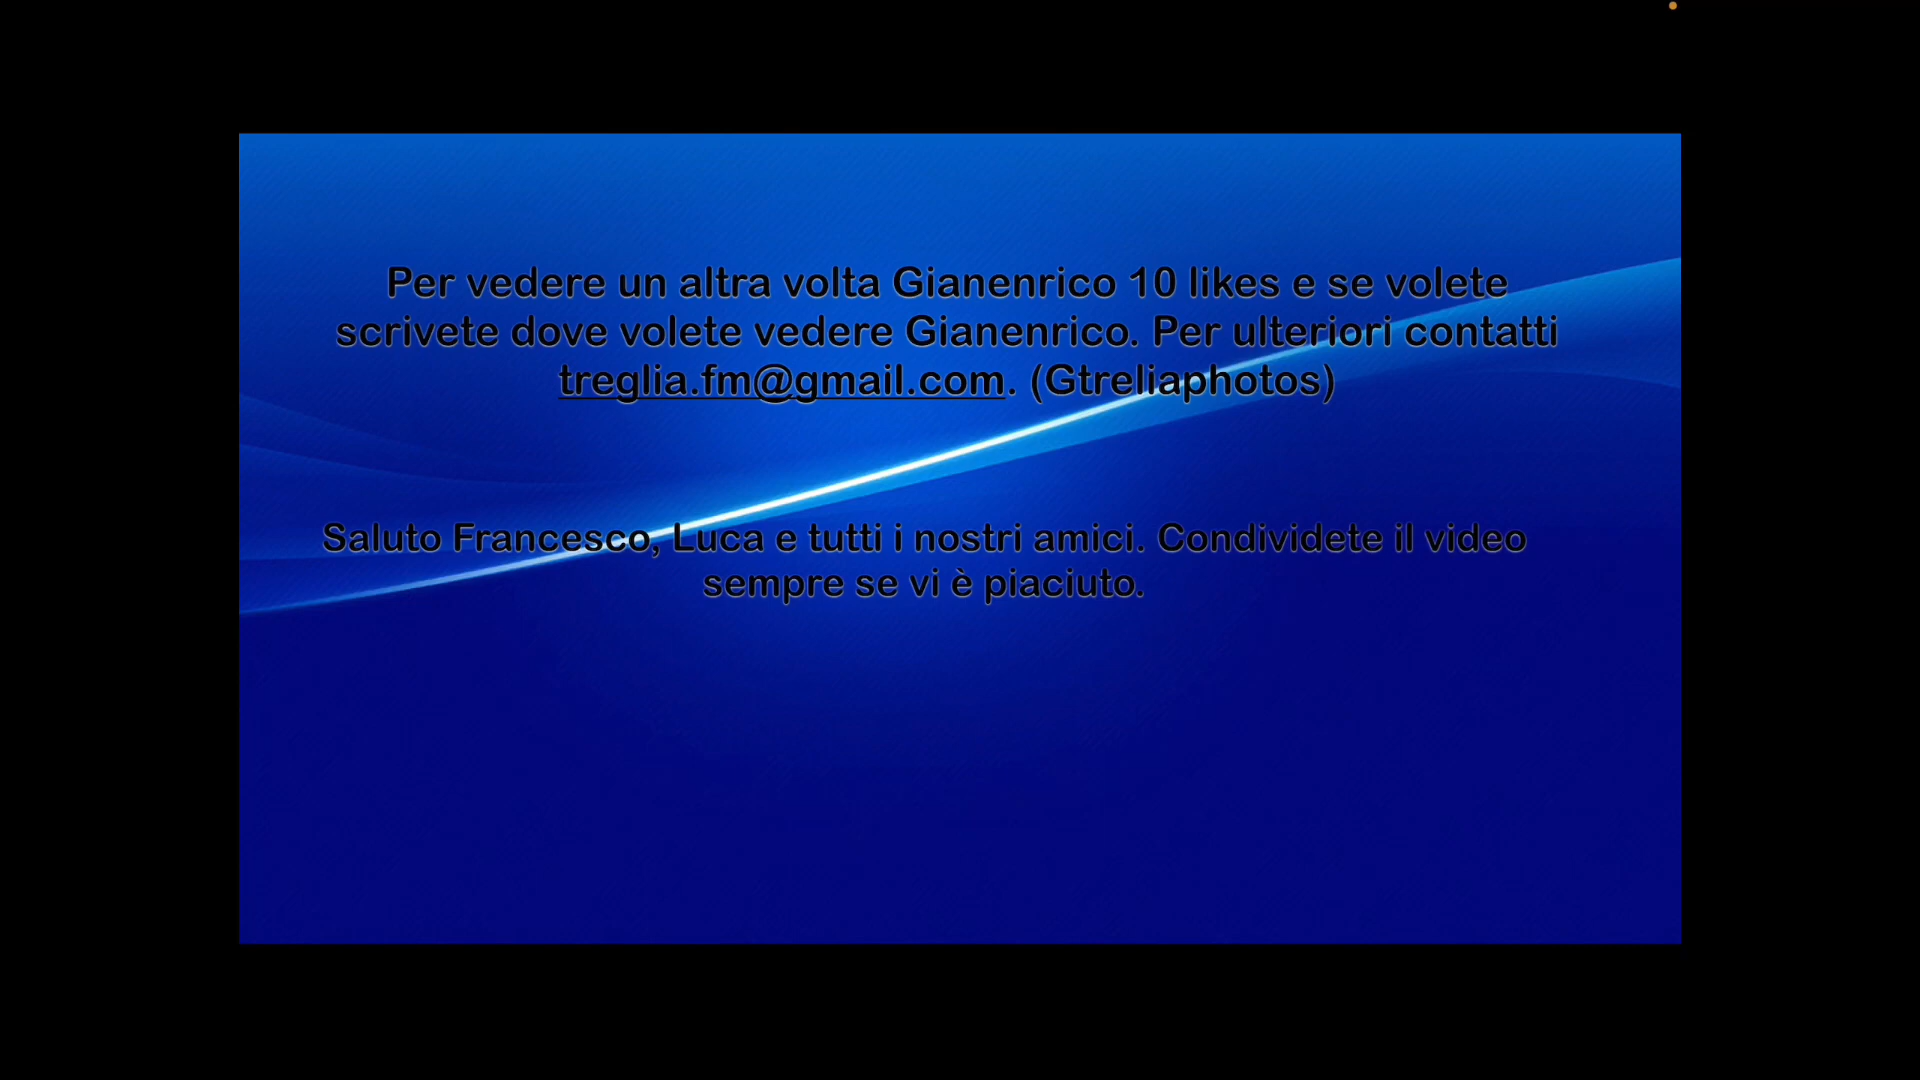 Per vedere un altra volta Gianenrico 10 likes e se volete
scrivete dove volete vedere Gianenrico. Per ulteriori contatti
treglia.fm@gmail.com. (Gtreliaphotos)
Saluto Francesco, Luca e tutti i nostri amici. Condividete il video
sempre se vi è piaciuto.